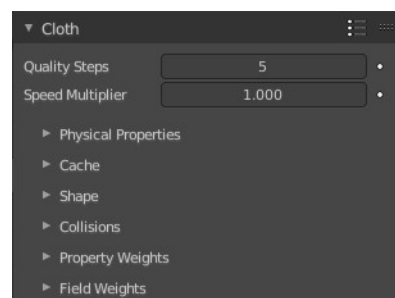 Cloth
Quality Steps 5
Speed Multiplier 1.000
Physical Properties
Cache
Shape
Collisions
Property Weights
Field Weights